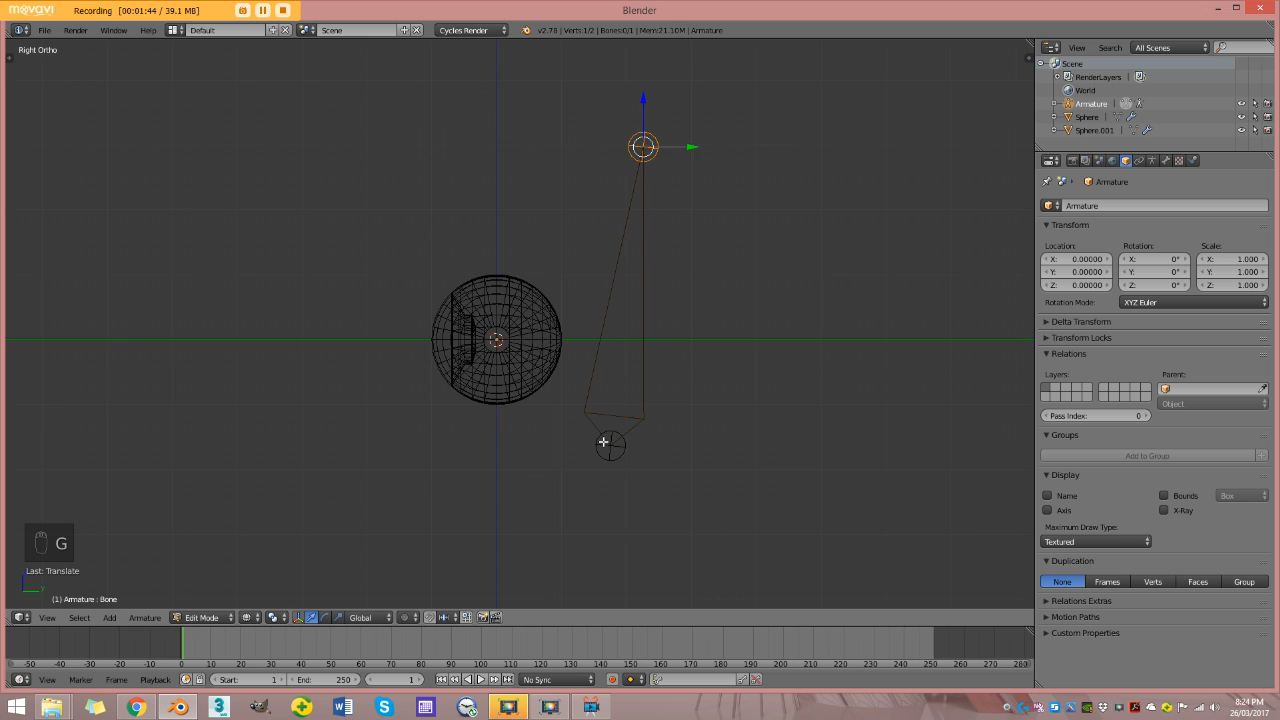 movavi Recording [00:01:44 / 39.1 MB] Blender
File Render Window Help Default Scene Cycles Render v2.78 | Verts:1/2 | Bones:0/1 | Mem:21.10M | Armature
View Search All Scenes
Right Ortho
Scene
RenderLayers
World
Armature
Sphere
Sphere.001
Armature
Armature
Transform
Location: Rotation: Scale:
X: 0.00000 X: 0° X: 1.000
Y: 0.00000 Y: 0° Y: 1.000
Z: 0.00000 Z: 0° Z: 1.000
Rotation Mode: XYZ Euler
Delta Transform
Transform Locks
Relations
Layers: Parent:
Object
Pass Index: 0
Groups
Add to Group
Display
Name Bounds Box
Axis X-Ray
Maximum Draw Type:
Textured
Duplication
None Frames Verts Faces Group
Relations Extras
Motion Paths
Custom Properties
G
Last: Translate
(1) Armature : Bone
View Select Add Armature Edit Mode Global
-50 -40 -30 -20 -10 0 10 20 30 40 50 60 70 80 90 100 110 120 130 140 150 160 170 180 190 200 210 220 230 240 250 260 270 280
View Marker Frame Playback Start: 1 End: 250 1 No Sync
8:24 PM
26/03/2017